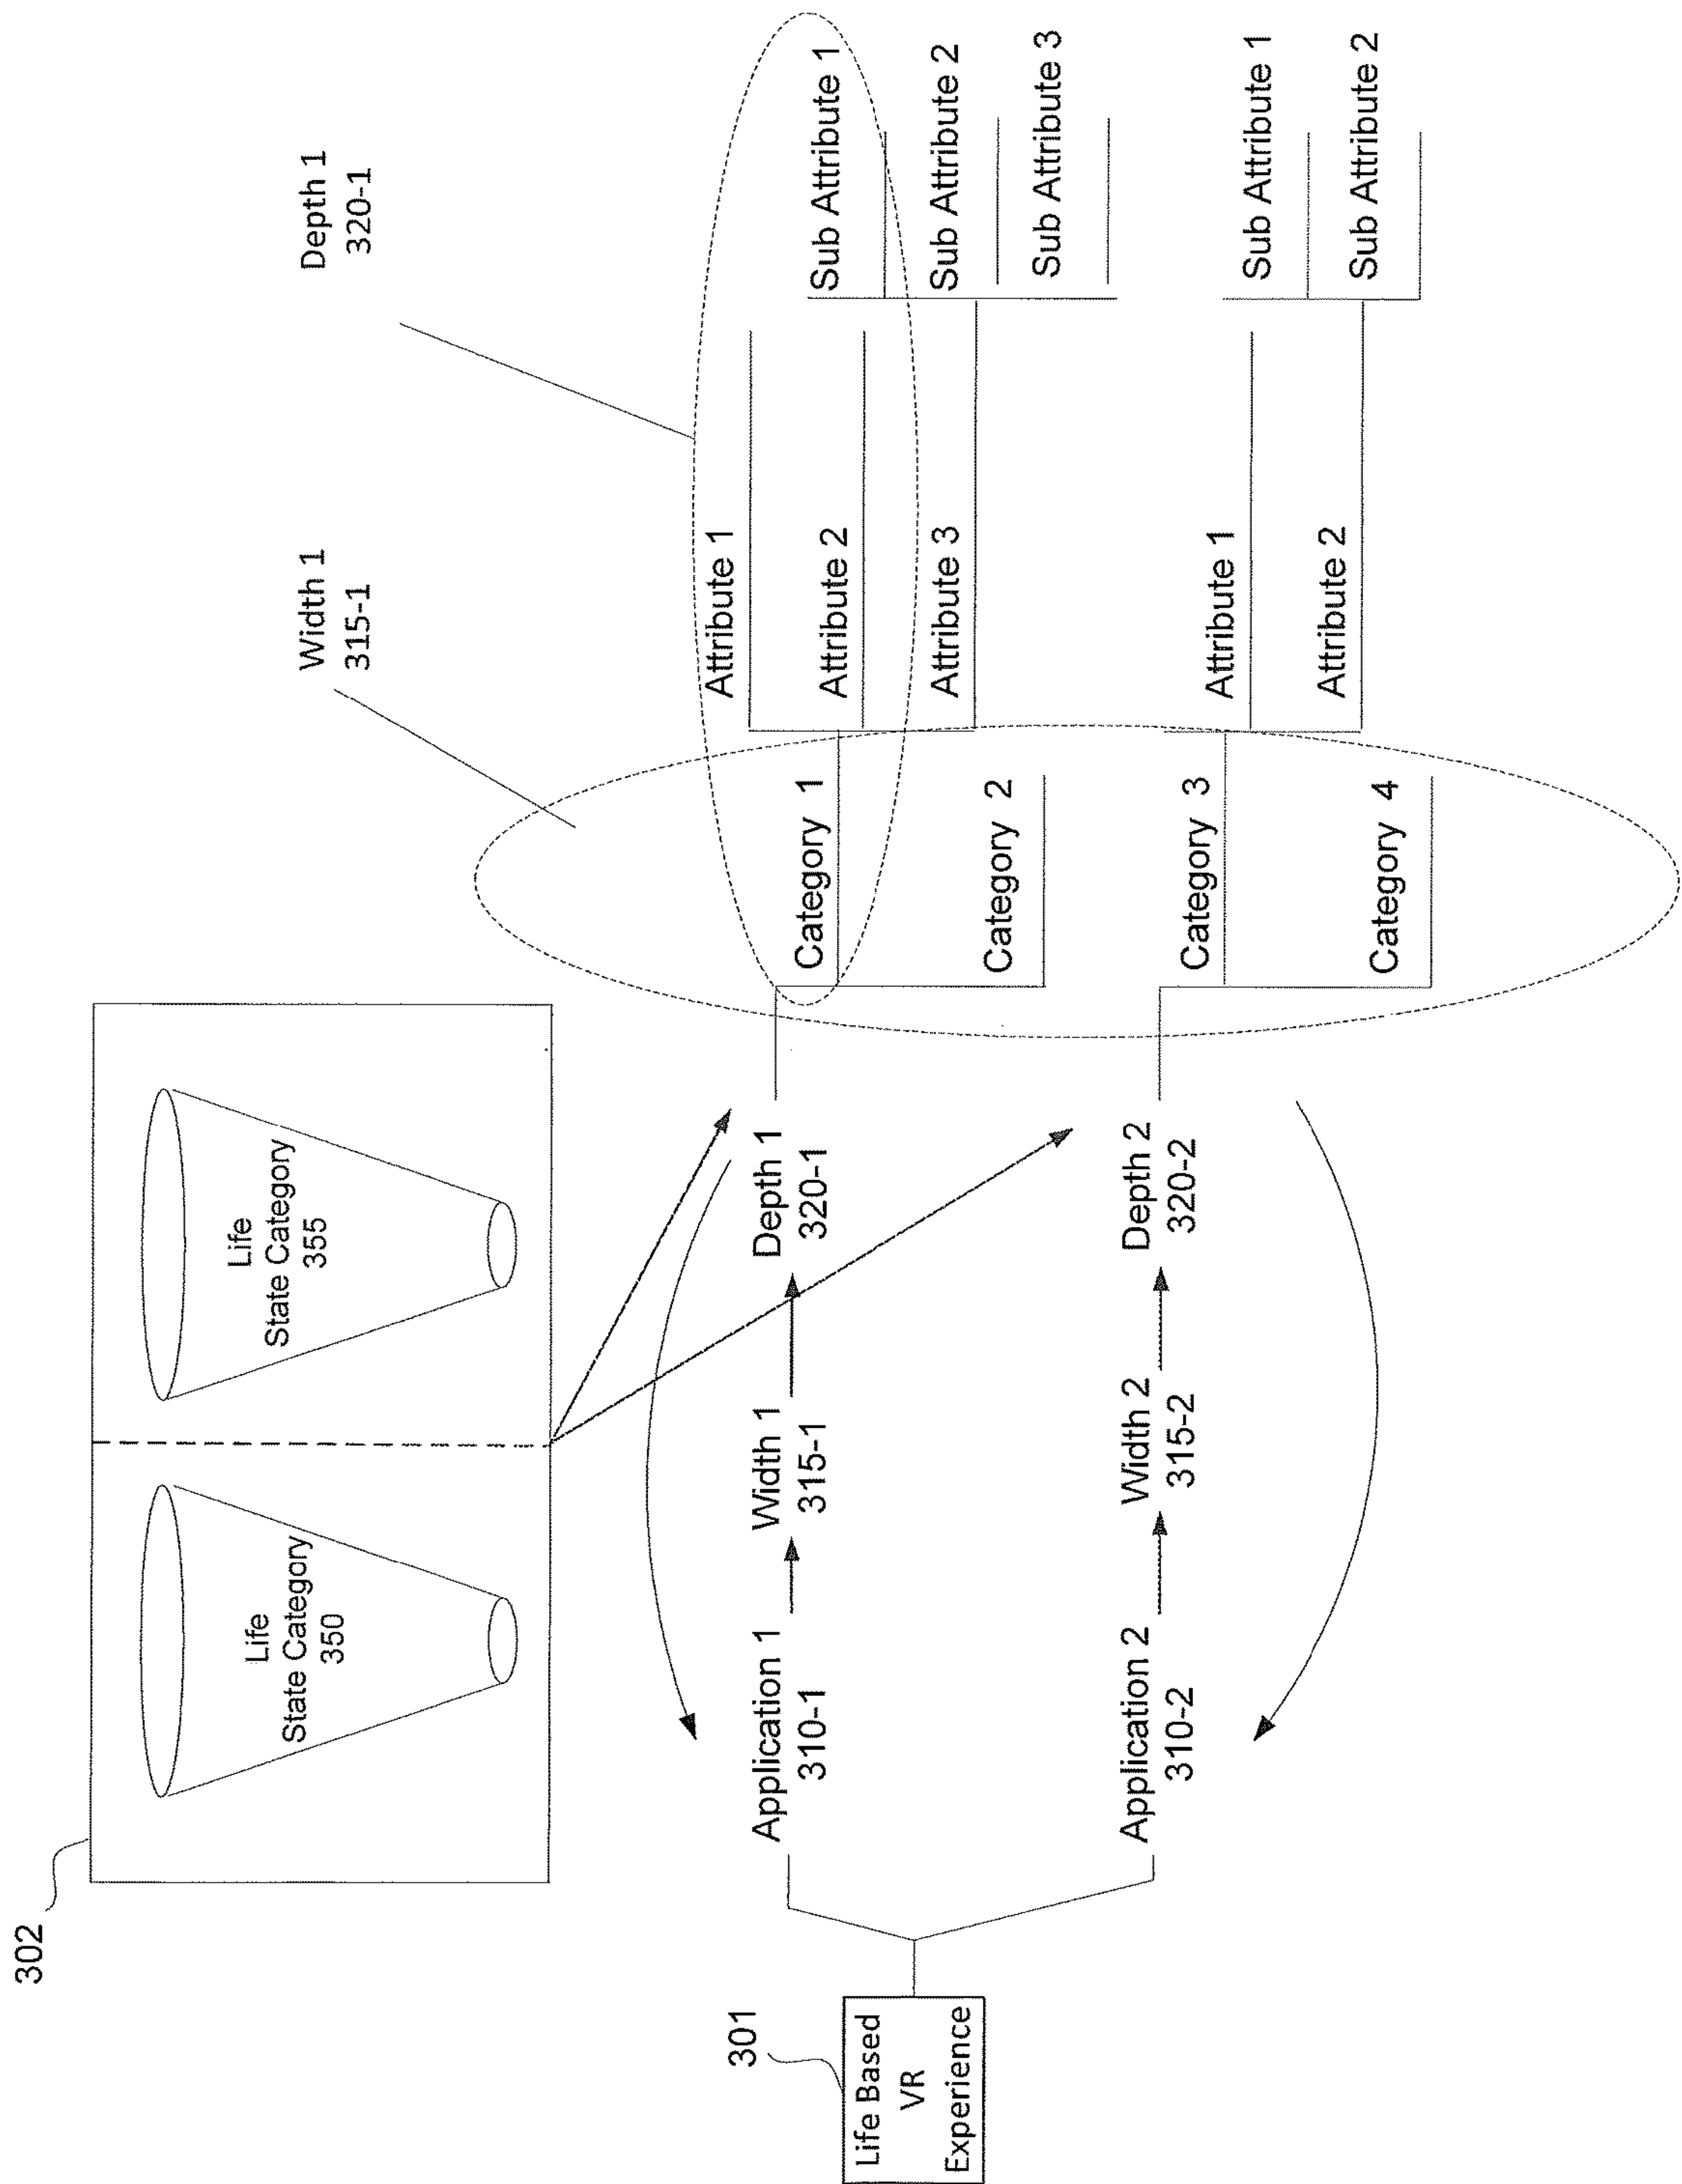 302
Life
State Category
350
Life
State Category
355
Width 1
315-1
Depth 1
320-1
301
Life Based
VR
Experience
Application 1
310-1
Width 1
315-1
Depth 1
320-1
Application 2
310-2
Width 2
315-2
Depth 2
320-2
Category 1
Category 2
Category 3
Category 4
Attribute 1
Attribute 2
Attribute 3
Sub Attribute 1
Sub Attribute 2
Sub Attribute 3
Attribute 1
Attribute 2
Sub Attribute 1
Sub Attribute 2